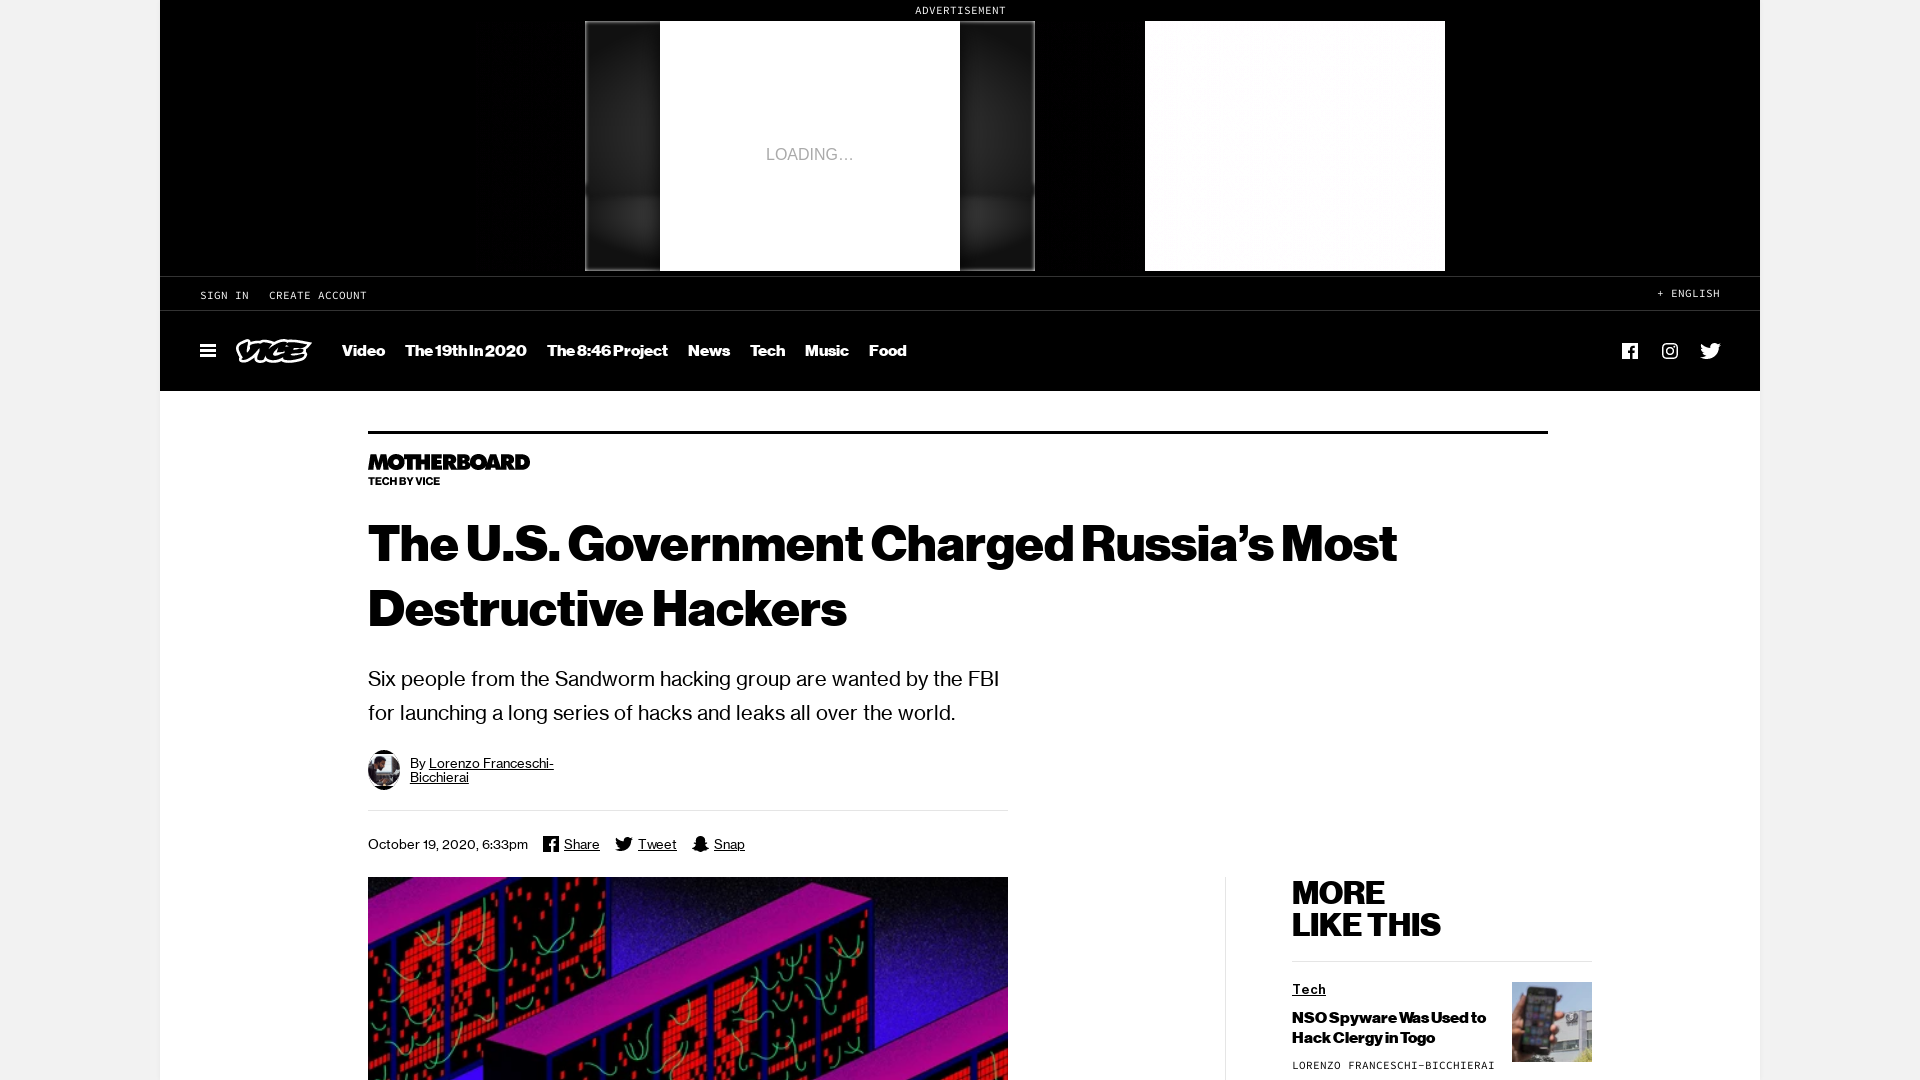 ADVERTISEMENT
LOADING...
SIGN IN CREATE ACCOUNT + ENGLISH
VICE Video The 19th In 2020 The 8:46 Project News Tech Music Food
MOTHERBOARD
TECH BY VICE
The U.S. Government Charged Russia’s Most
Destructive Hackers
Six people from the Sandworm hacking group are wanted by the FBI
for launching a long series of hacks and leaks all over the world.
By Lorenzo Franceschi-
Bicchierai
October 19, 2020, 6:33pm Share Tweet Snap
MORE
LIKE THIS
Tech
NSO Spyware Was Used to
Hack Clergy in Togo
LORENZO FRANCESCHI-BICCHIERAI